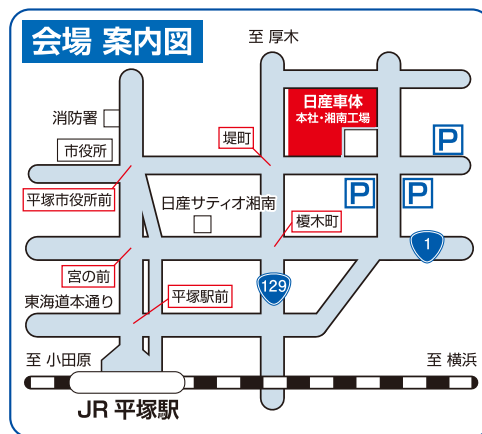 会場 案内図
至 厚木
消防署
市役所
堤町
日産車体
本社・湘南工場
P
平塚市役所前
日産サティオ湘南
P
P
榎木町
1
宮の前
129
東海道本通り
平塚駅前
至 小田原
至 横浜
JR 平塚駅